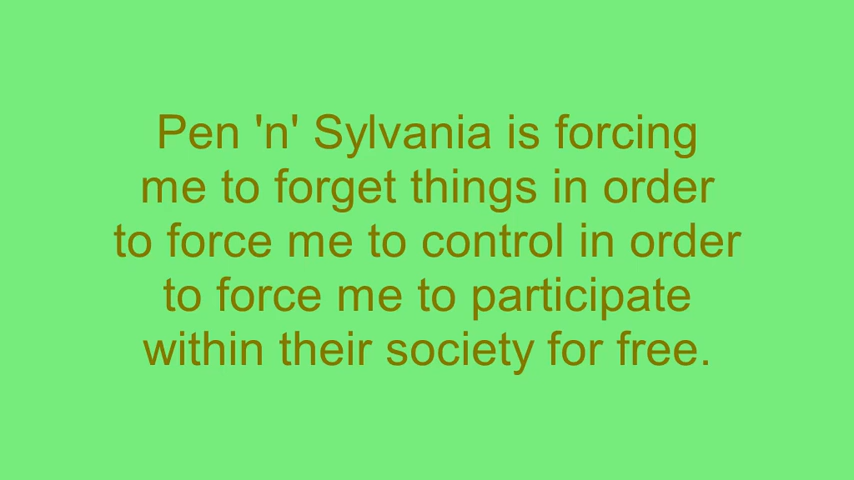 Pen 'n' Sylvania is forcing
me to forget things in order
to force me to control in order
to force me to participate
within their society for free.